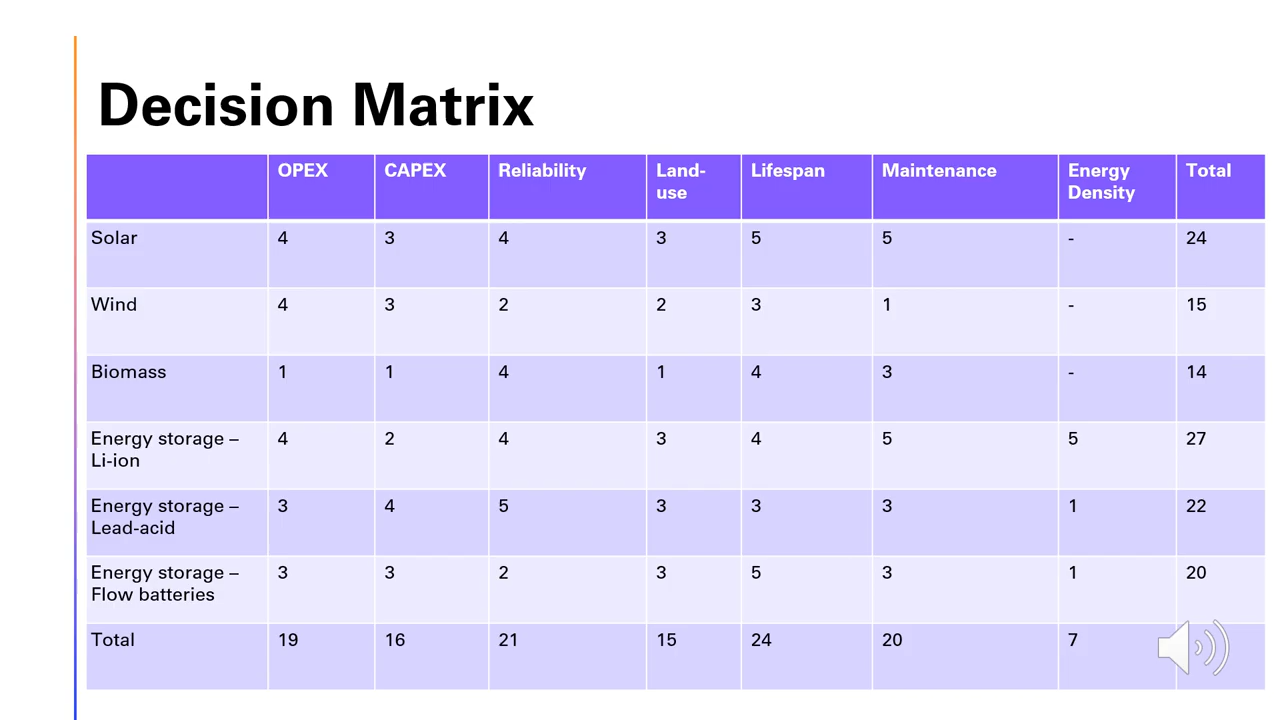 Decision Matrix
OPEX CAPEX Reliability Land-use Lifespan Maintenance Energy Density Total
Solar 4 3 4 3 5 5 - 24
Wind 4 3 2 2 3 1 - 15
Biomass 1 1 4 1 4 3 - 14
Energy storage – Li-ion 4 2 4 3 4 5 5 27
Energy storage – Lead-acid 3 4 5 3 3 3 1 22
Energy storage – Flow batteries 3 3 2 3 5 3 1 20
Total 19 16 21 15 24 20 7